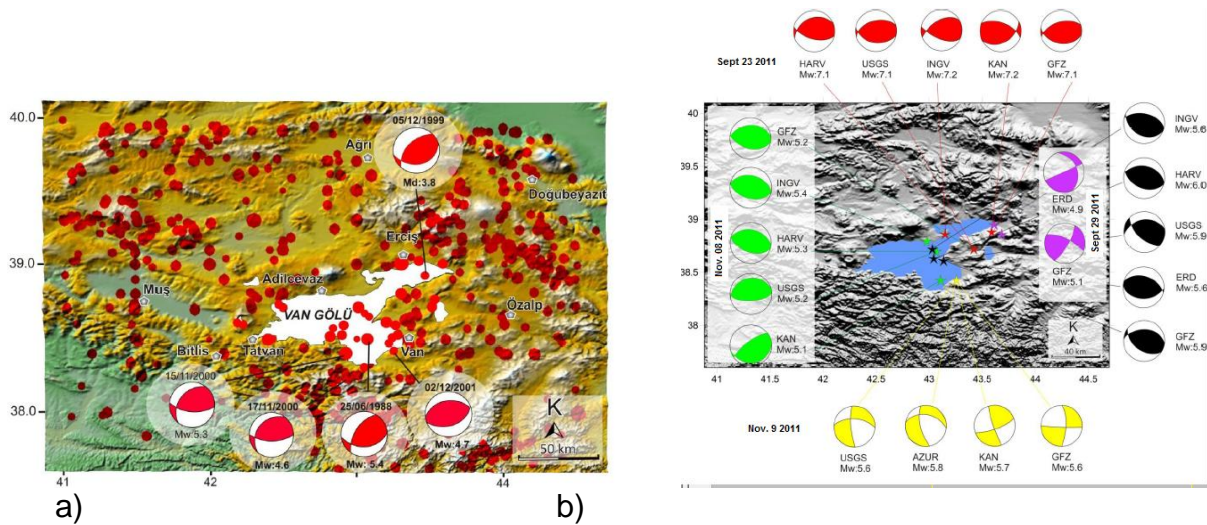 40.0
39.0
38.0
41
42
44
05/12/1999
Md:3.8
Ağrı
Doğubeyazıt
Erciş
Adilcevaz
Muş
VAN GÖLÜ
Özalp
Bitlis
Tatvan
Van
15/11/2000
Mw:5.3
17/11/2000
Mw:4.6
25/06/1988
Mw: 5.4
02/12/2001
Mw:4.7
K
50 km
a)
b)
Sept 23 2011
HARV
Mw:7.1
USGS
Mw:7.1
INGV
Mw:7.2
KAN
Mw:7.2
GFZ
Mw:7.1
40
39.5
39
38.5
38
41
41.5
42
42.5
43
43.5
44
44.5
Nov. 08 2011
GFZ
Mw:5.2
INGV
Mw:5.4
HARV
Mw:5.3
USGS
Mw:5.2
KAN
Mw:5.1
ERD
Mw:4.9
GFZ
Mw:5.1
Sept 29 2011
K
40 km
INGV
Mw:5.6
HARV
Mw:6.0
USGS
Mw:5.9
ERD
Mw:5.6
GFZ
Mw:5.9
Nov. 9 2011
USGS
Mw:5.6
AZUR
Mw:5.8
KAN
Mw:5.7
GFZ
Mw:5.6